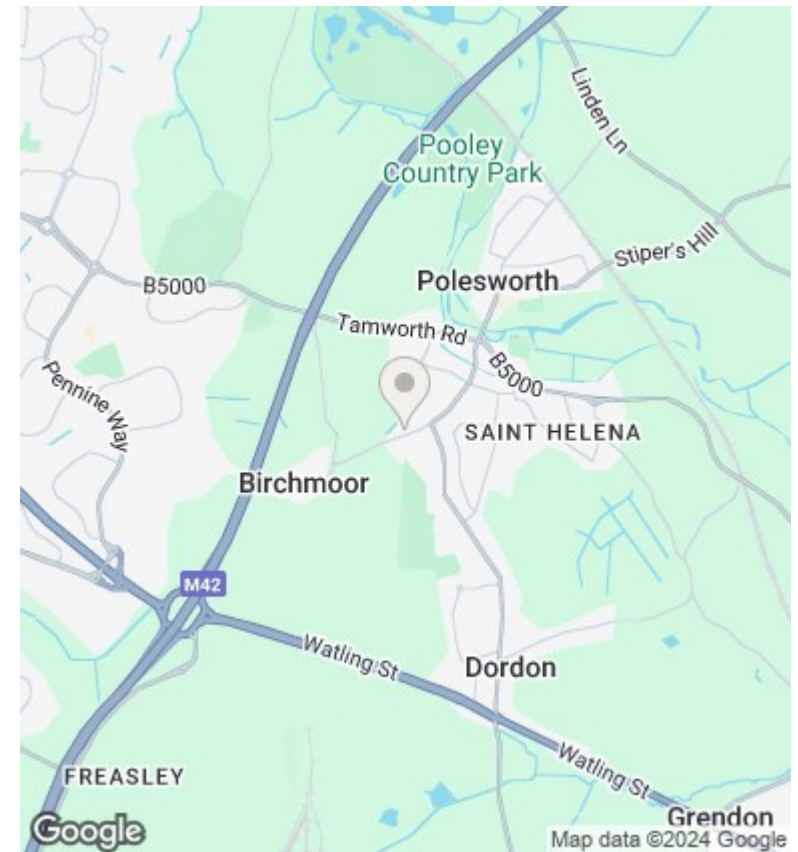 Linden Ln
Pooley
Country Park
Stiper's Hill
Polesworth
B5000
Tamworth Rd
B5000
Pennine Way
SAINT HELENA
Birchmoor
M42
Watling St
Dordon
Watling St
FREASLEY
Grendon
Google
Map data ©2024 Google